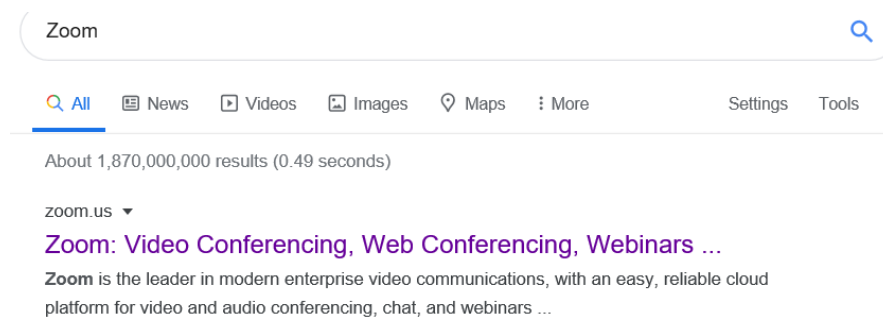 Zoom
All News Videos Images Maps More Settings Tools
About 1,870,000,000 results (0.49 seconds)
zoom.us
Zoom: Video Conferencing, Web Conferencing, Webinars ...
Zoom is the leader in modern enterprise video communications, with an easy, reliable cloud
platform for video and audio conferencing, chat, and webinars ...